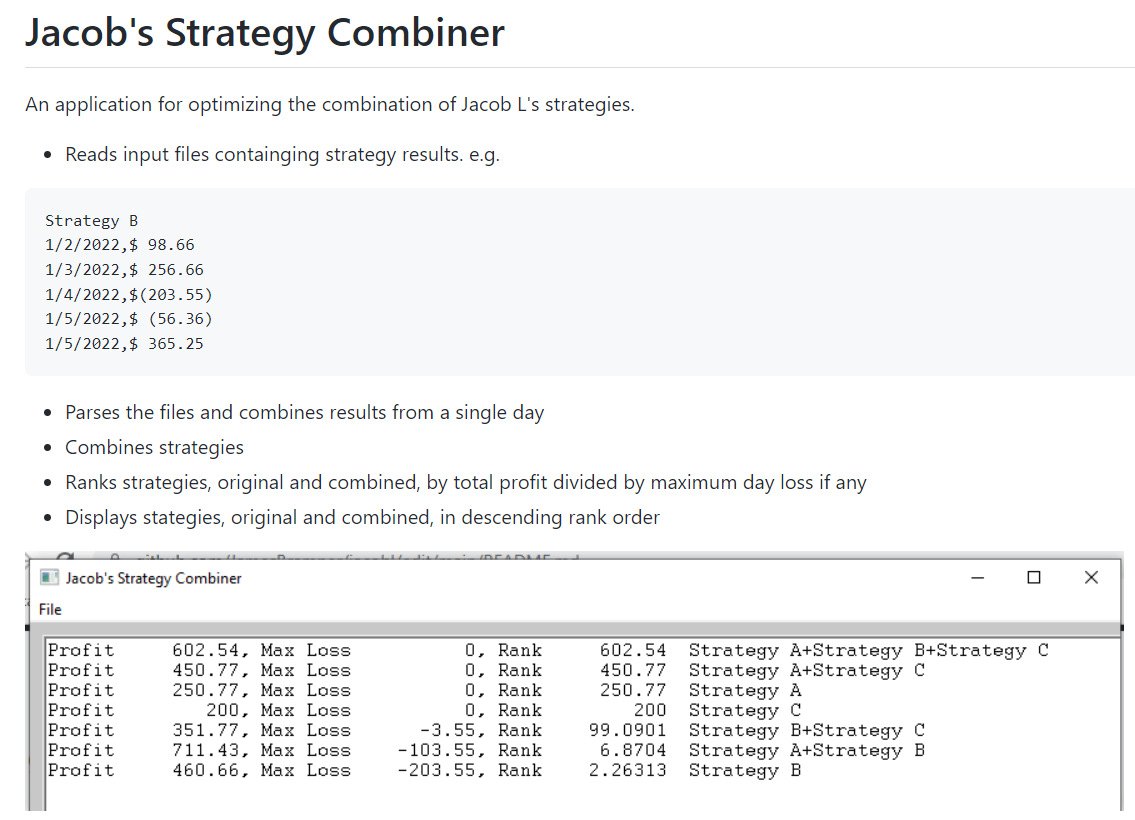 Jacob's Strategy Combiner
An application for optimizing the combination of Jacob L's strategies.
• Reads input files containging strategy results. e.g.
Strategy B
1/2/2022,$ 98.66
1/3/2022,$ 256.66
1/4/2022,$(203.55)
1/5/2022,$ (56.36)
1/5/2022,$ 365.25
• Parses the files and combines results from a single day
• Combines strategies
• Ranks strategies, original and combined, by total profit divided by maximum day loss if any
• Displays stategies, original and combined, in descending rank order
Jacob's Strategy Combiner
File
Profit 602.54, Max Loss 0, Rank 602.54 Strategy A+Strategy B+Strategy C
Profit 450.77, Max Loss 0, Rank 450.77 Strategy A+Strategy C
Profit 250.77, Max Loss 0, Rank 250.77 Strategy A
Profit 200, Max Loss 0, Rank 200 Strategy C
Profit 351.77, Max Loss -3.55, Rank 99.0901 Strategy B+Strategy C
Profit 711.43, Max Loss -103.55, Rank 6.8704 Strategy A+Strategy B
Profit 460.66, Max Loss -203.55, Rank 2.26313 Strategy B